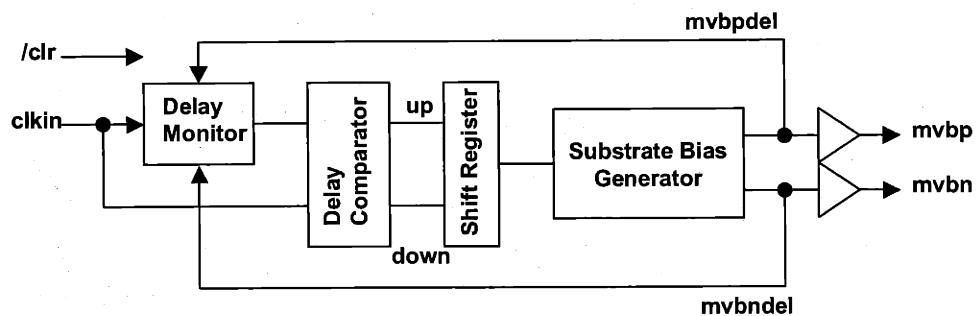 mvbpdel
/clr
clkin
Delay
Monitor
Delay
Comparator
up
down
Shift Register
Substrate Bias
Generator
mvbp
mvbn
mvbndel